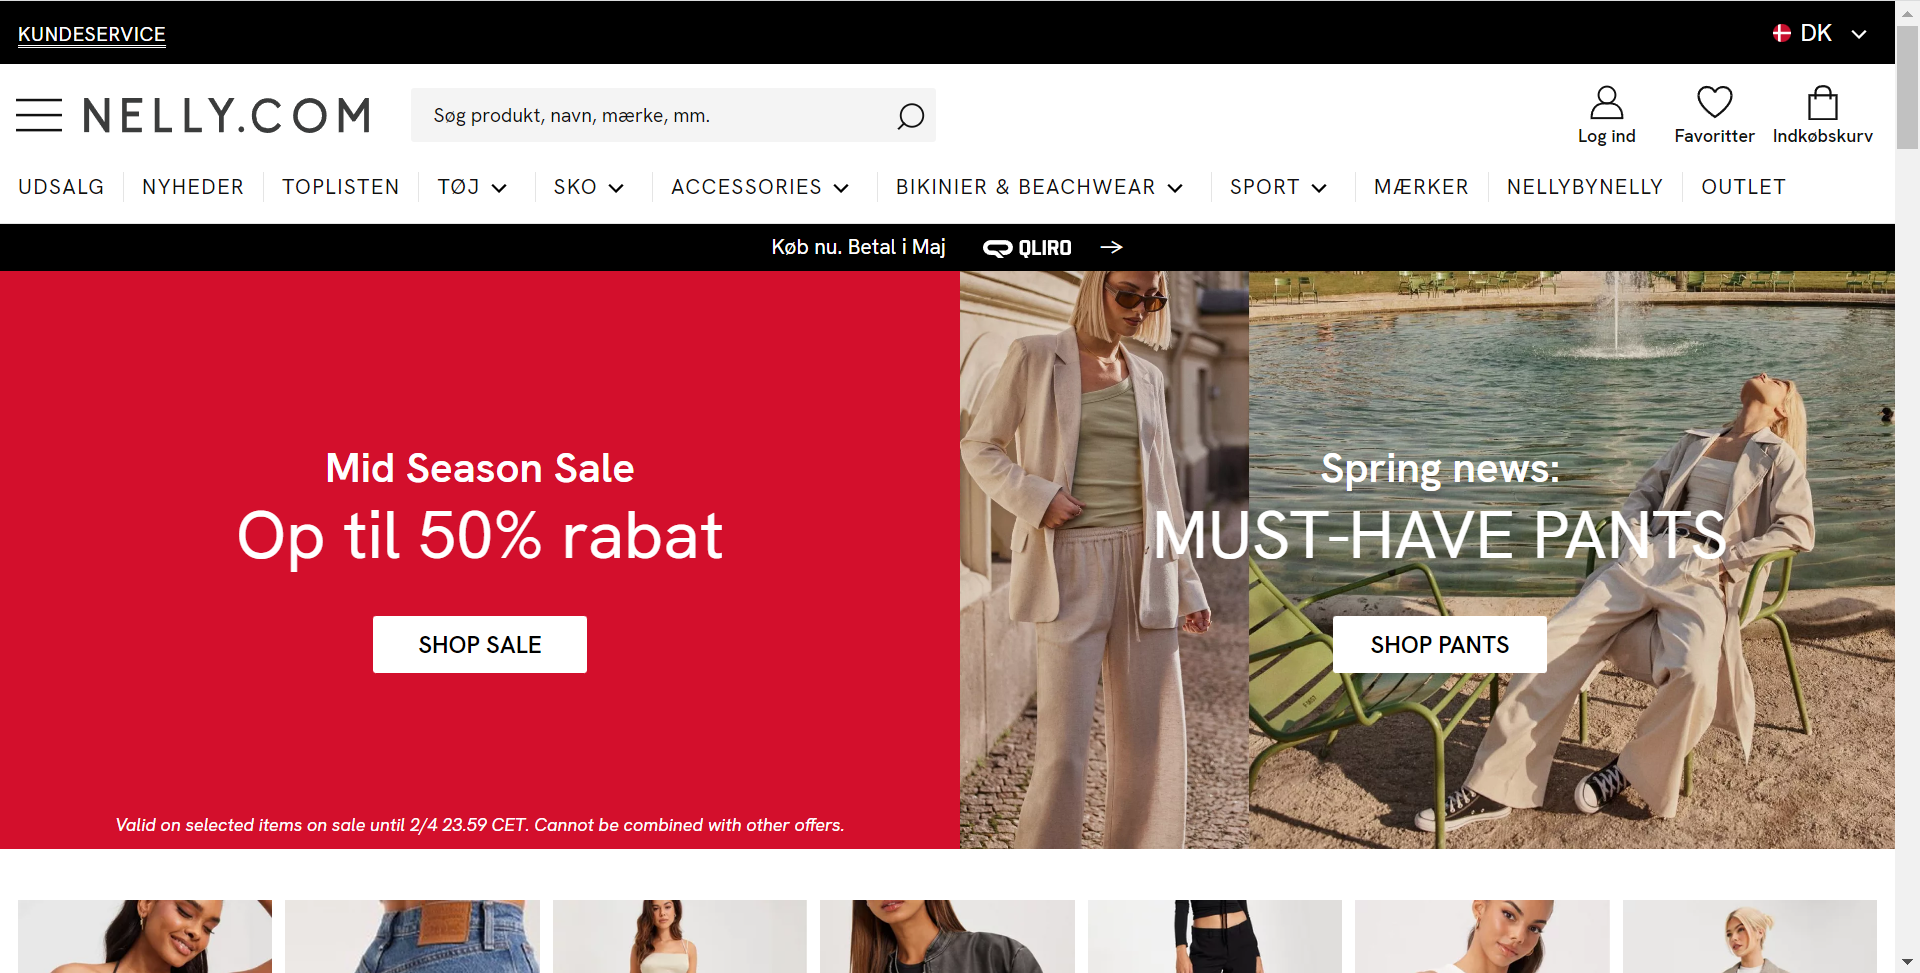 KUNDESERVICE
DK
NELLY.COM
Søg produkt, navn, mærke, mm.
Log ind
Favoritter
Indkøbskurv
UDSALG
NYHEDER
TOPLISTEN
TØJ
SKO
ACCESSORIES
BIKINIER & BEACHWEAR
SPORT
MÆRKER
NELLYBYNELLY
OUTLET
Køb nu. Betal i Maj
QLIRO
Mid Season Sale
Op til 50% rabat
SHOP SALE
Valid on selected items on sale until 2/4 23.59 CET. Cannot be combined with other offers.
Spring news:
MUST-HAVE PANTS
SHOP PANTS